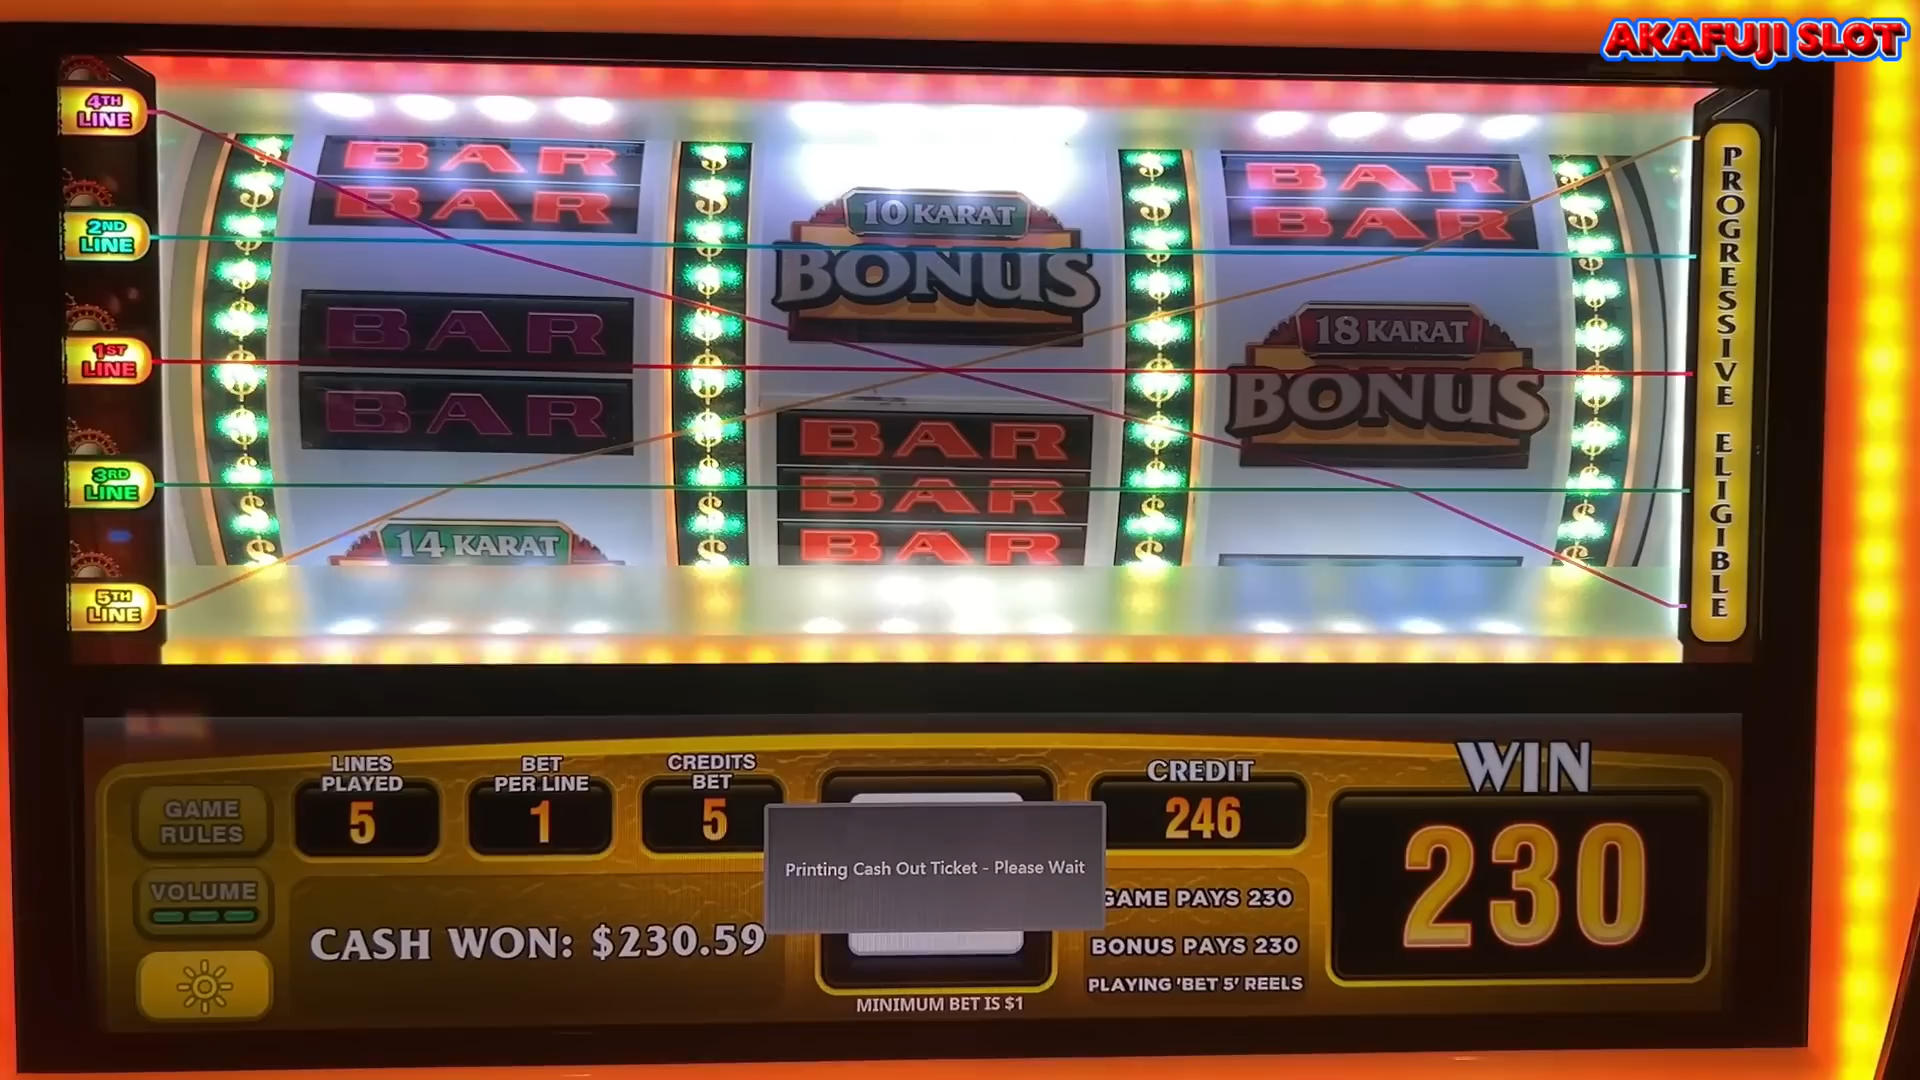 AKAFUJI SLOT
4TH
LINE
2ND
LINE
1ST
LINE
3RD
LINE
5TH
LINE
BAR
BAR
BAR
BAR
14 KARAT
10 KARAT
BONUS
BAR
BAR
BAR
BAR
BAR
18 KARAT
BONUS
PROGRESSIVE ELIGIBLE
GAME
RULES
VOLUME
LINES
PLAYED
5
BET
PER LINE
1
CREDITS
BET
5
CASH WON: $230.59
Printing Cash Out Ticket - Please Wait
MINIMUM BET IS $1
CREDIT
246
GAME PAYS 230
BONUS PAYS 230
PLAYING 'BET 5' REELS
WIN
230